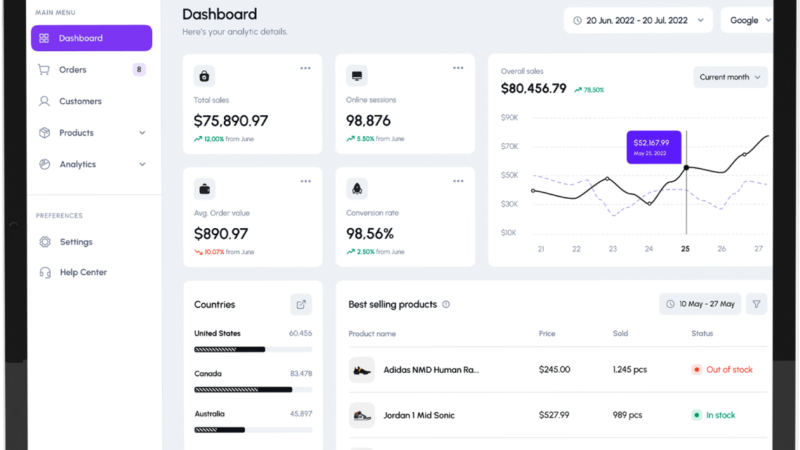 MAIN MENU
Dashboard
Orders
8
Customers
Products
Analytics
PREFERENCES
Settings
Help Center
Dashboard
Here's your analytic details.
20 Jun. 2022 - 20 Jul. 2022
Google
Total sales
$75,890.97
12,00% from June
Online sessions
98,876
5.50% from June
Avg. Order value
$890.97
10.07% from June
Conversion rate
98,56%
2.50% from June
Overall sales
$80,456.79
78,50%
Current month
$90K
$70K
$50K
$30K
$10K
$52,167.99
May 25, 2022
21 22 23 24 25 26 27
Countries
United States 60,456
Canada 83,478
Australia 45,897
Best selling products
10 May - 27 May
Product name Price Sold Status
Adidas NMD Human Ra... $245.00 1,245 pcs Out of stock
Jordan 1 Mid Sonic $527.99 989 pcs In stock